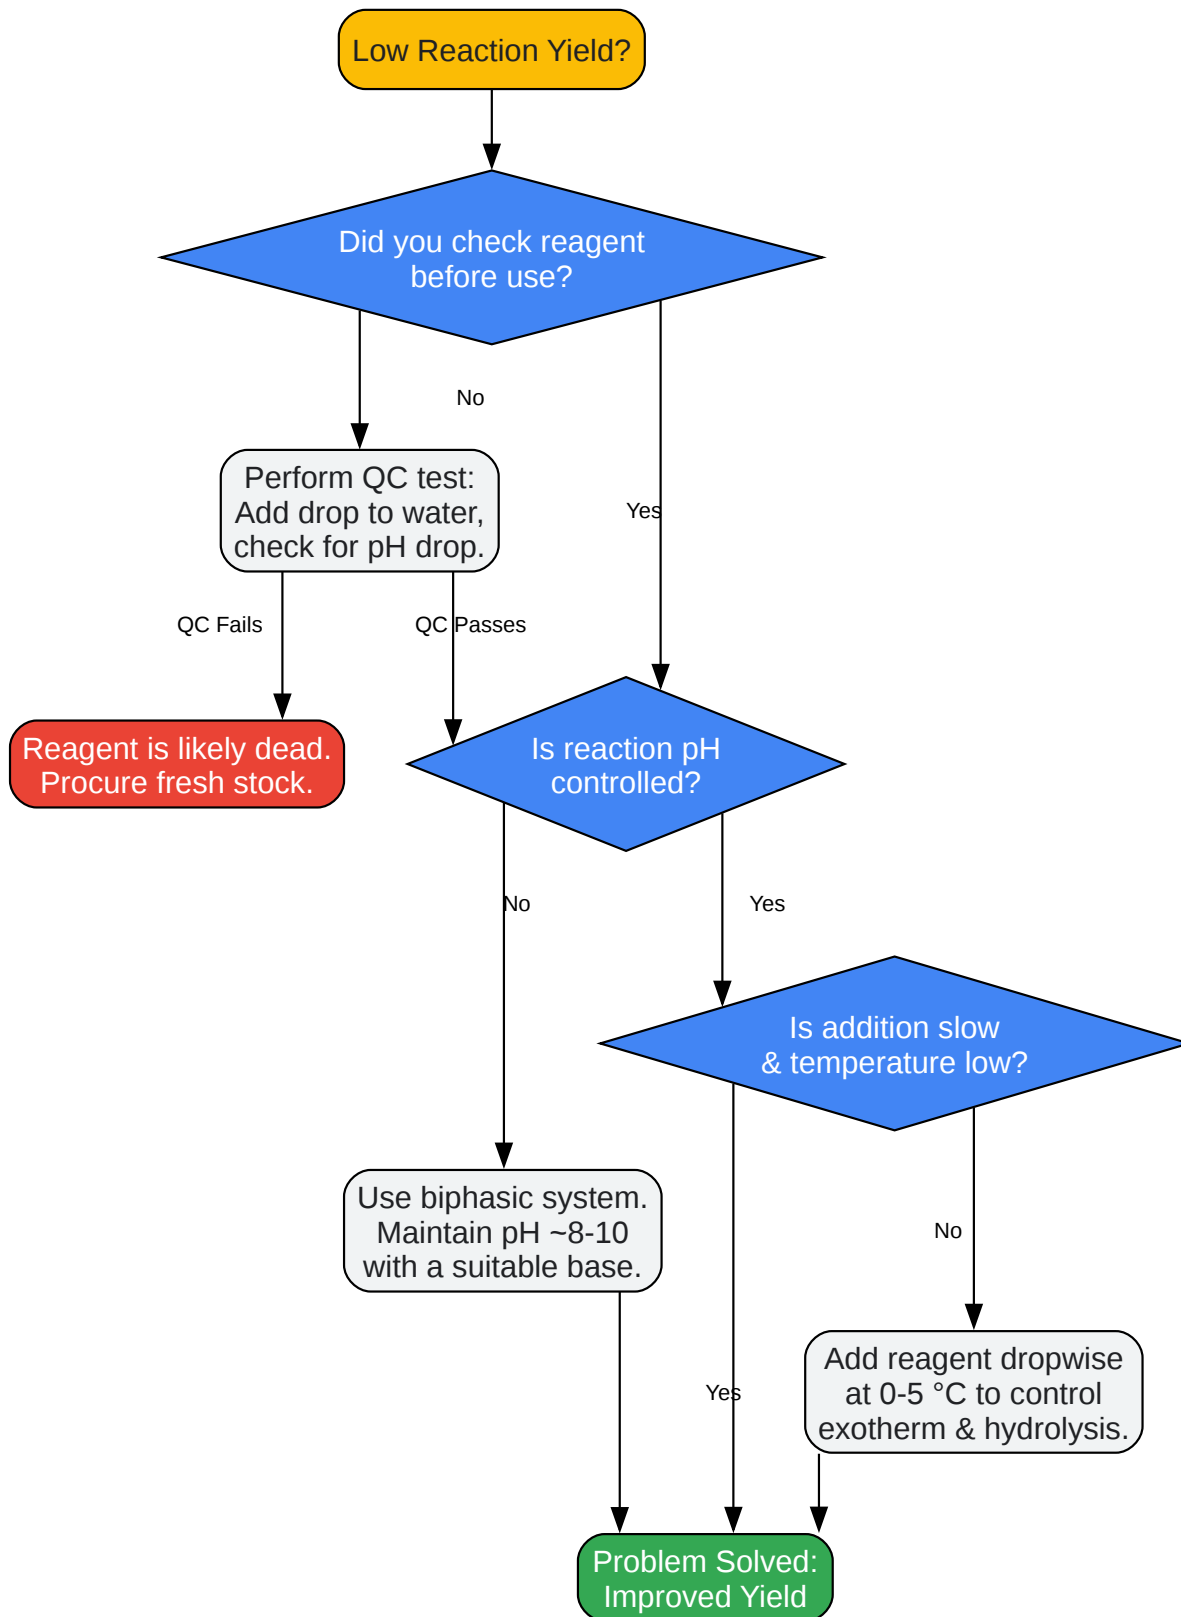 Low Reaction Yield?
Did you check reagent
before use?
No
Perform QC test:
Add drop to water,
check for pH drop.
Yes
QC Fails
QC Passes
Reagent is likely dead.
Procure fresh stock.
Is reaction pH
controlled?
No
Yes
Is addition slow
& temperature low?
Use biphasic system.
Maintain pH ~8-10
with a suitable base.
No
Add reagent dropwise
at 0-5 °C to control
exotherm & hydrolysis.
Yes
Problem Solved:
Improved Yield